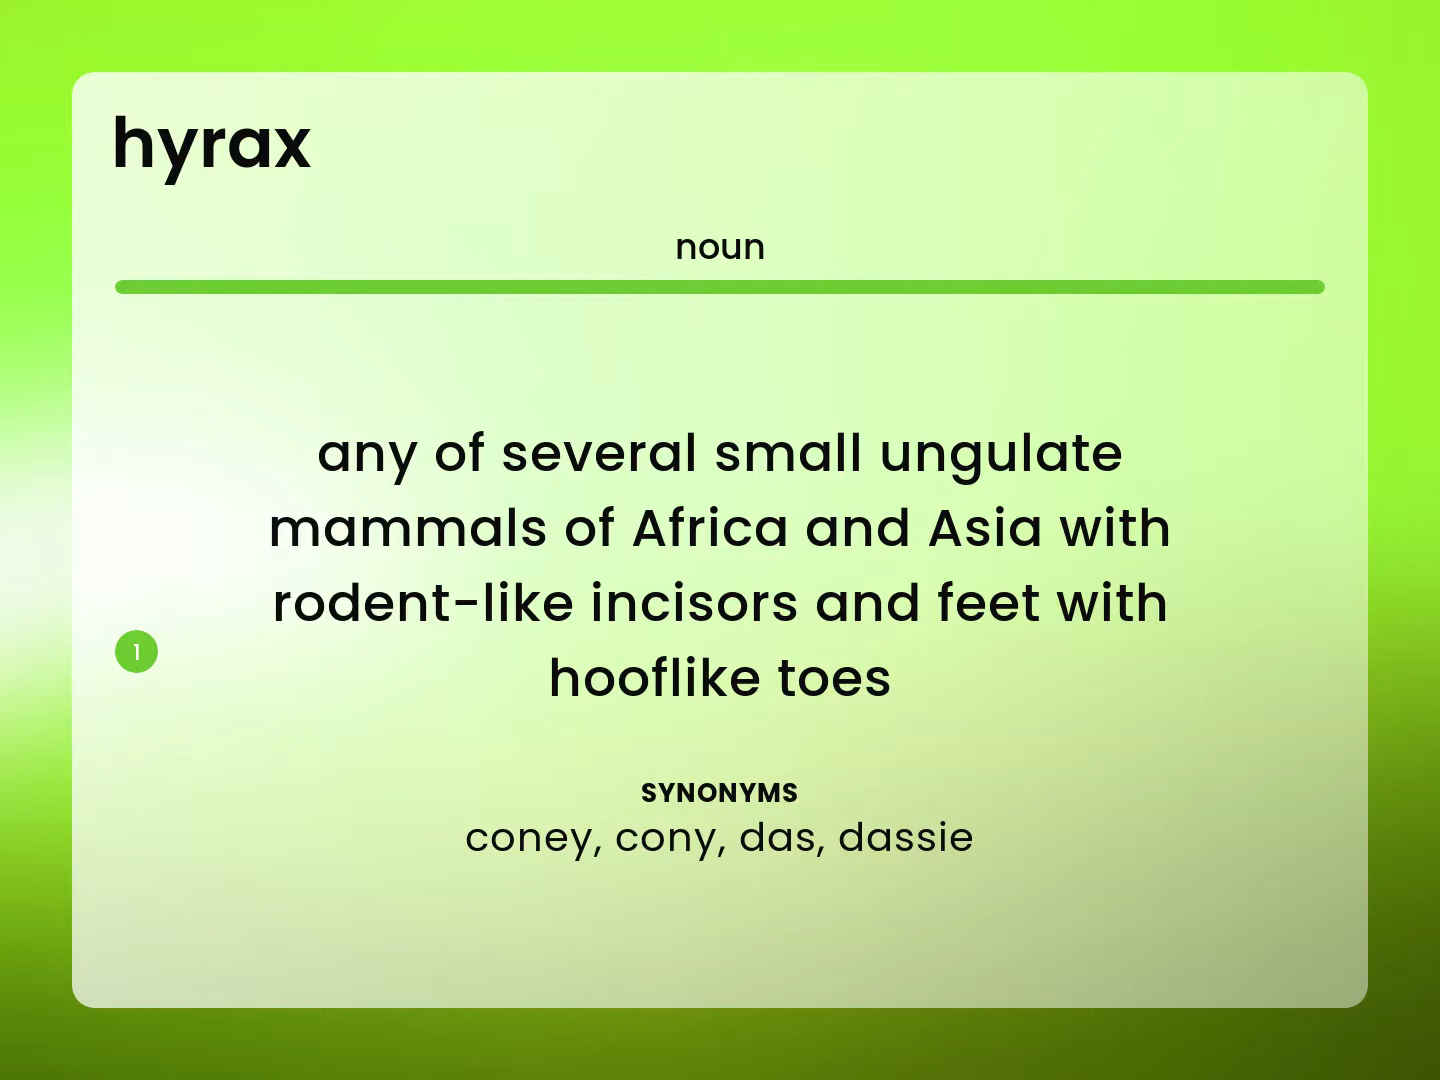 hyrax
noun
any of several small ungulate
mammals of Africa and Asia with
rodent-like incisors and feet with
hooflike toes
1
SYNONYMS
coney, cony, das, dassie